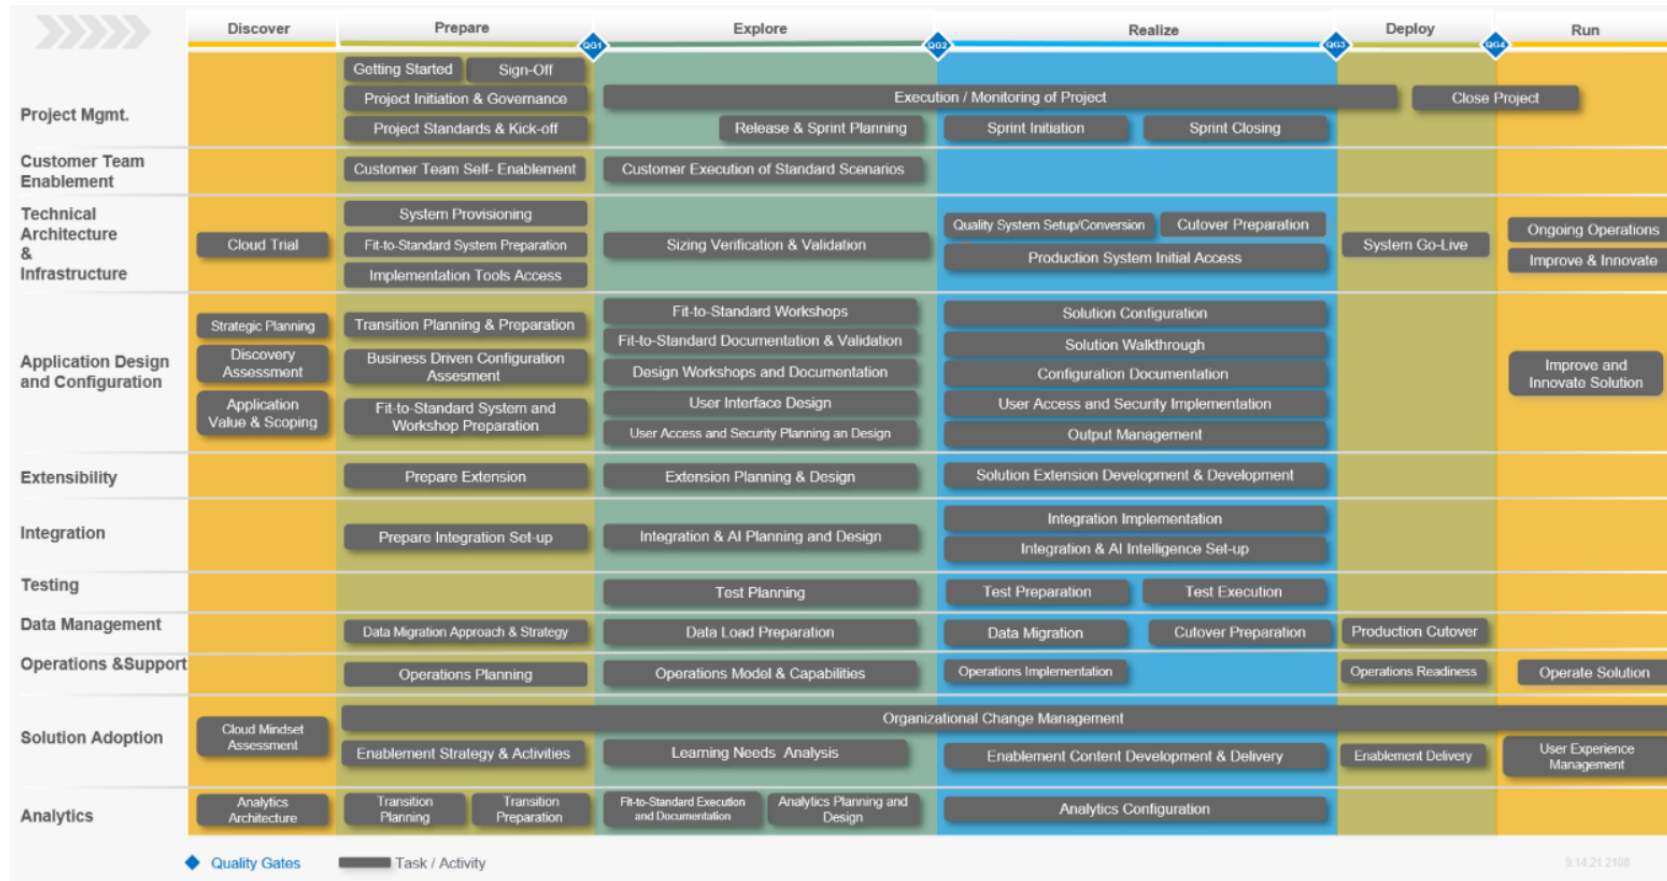 Discover
Prepare
Explore
Realize
Deploy
Run
QG1
QG2
QG3
QG4
Project Mgmt.
Getting Started
Sign-Off
Project Initiation & Governance
Project Standards & Kick-off
Execution / Monitoring of Project
Close Project
Release & Sprint Planning
Sprint Initiation
Sprint Closing
Customer Team
Enablement
Customer Team Self- Enablement
Customer Execution of Standard Scenarios
Technical
Architecture
&
Infrastructure
Cloud Trial
System Provisioning
Fit-to-Standard System Preparation
Implementation Tools Access
Sizing Verification & Validation
Quality System Setup/Conversion
Cutover Preparation
Production System Initial Access
System Go-Live
Ongoing Operations
Improve & Innovate
Application Design
and Configuration
Strategic Planning
Discovery
Assessment
Application
Value & Scoping
Transition Planning & Preparation
Business Driven Configuration
Assesment
Fit-to-Standard System and
Workshop Preparation
Fit-to-Standard Workshops
Fit-to-Standard Documentation & Validation
Design Workshops and Documentation
User Interface Design
User Access and Security Planning an Design
Solution Configuration
Solution Walkthrough
Configuration Documentation
User Access and Security Implementation
Output Management
Improve and
Innovate Solution
Extensibility
Prepare Extension
Extension Planning & Design
Solution Extension Development & Development
Integration
Prepare Integration Set-up
Integration & AI Planning and Design
Integration Implementation
Integration & AI Intelligence Set-up
Testing
Test Planning
Test Preparation
Test Execution
Data Management
Data Migration Approach & Strategy
Data Load Preparation
Data Migration
Cutover Preparation
Production Cutover
Operations &Support
Operations Planning
Operations Model & Capabilities
Operations Implementation
Operations Readiness
Operate Solution
Solution Adoption
Cloud Mindset
Assessment
Organizational Change Management
Enablement Strategy & Activities
Learning Needs Analysis
Enablement Content Development & Delivery
Enablement Delivery
User Experience
Management
Analytics
Analytics
Architecture
Transition
Planning
Transition
Preparation
Fit-to-Standard Execution
and Documentation
Analytics Planning and
Design
Analytics Configuration
Quality Gates
Task / Activity
9.14.21 2108